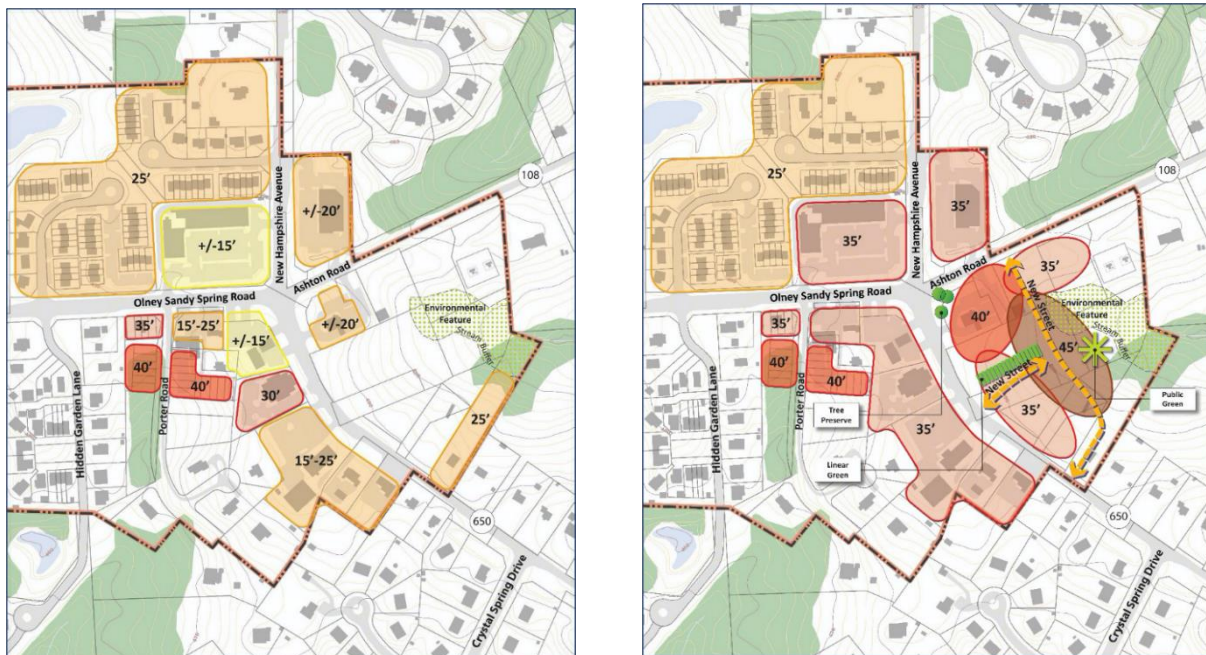 108
New Hampshire Avenue
25'
+/-20'
+/-15'
Ashton Road
Olney Sandy Spring Road
35'
15'-25'
+/-15'
+/-20'
Environmental
Feature
Stream Buffer
40'
40'
30'
25'
Hidden Garden Lane
Porter Road
15'-25'
650
Crystal Spring Drive
108
New Hampshire Avenue
25'
35'
35'
Ashton Road
35'
Olney Sandy Spring Road
New Street
Environmental
Feature
Stream Buffer
35'
40'
45'
40'
40'
New Street
35'
Public
Green
Tree
Preserve
35'
Linear
Green
Hidden Garden Lane
Porter Road
650
Crystal Spring Drive